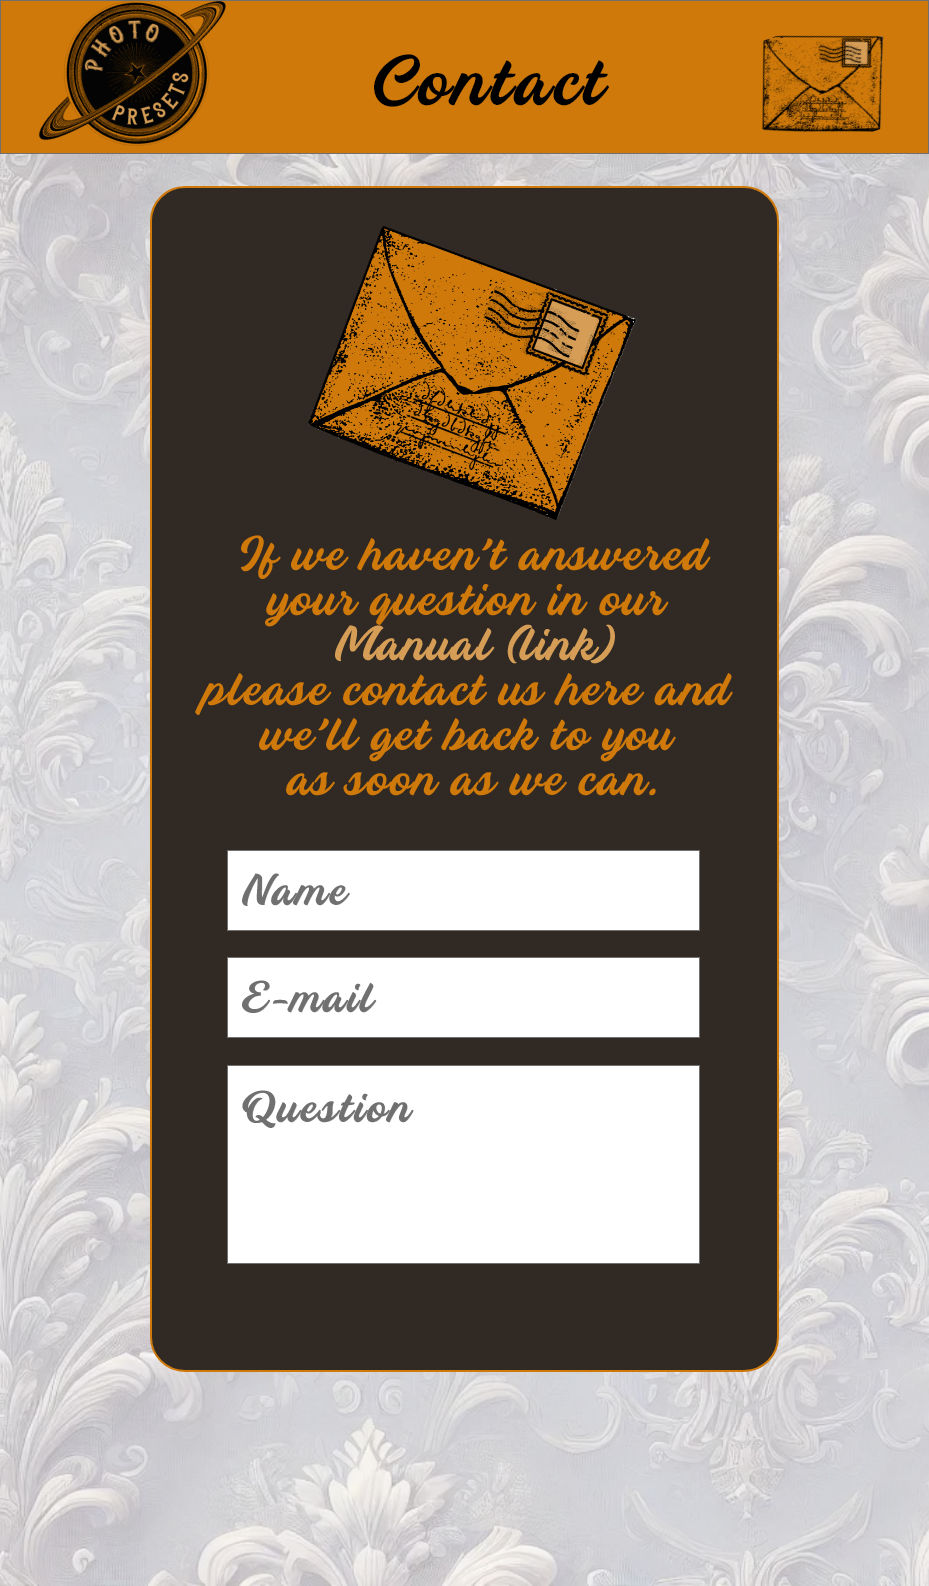 PHOTO
PRESETS
Contact
If we haven't answered
your question in our
Manual (link)
please contact us here and
we'll get back to you
as soon as we can.
Name
E-mail
Question